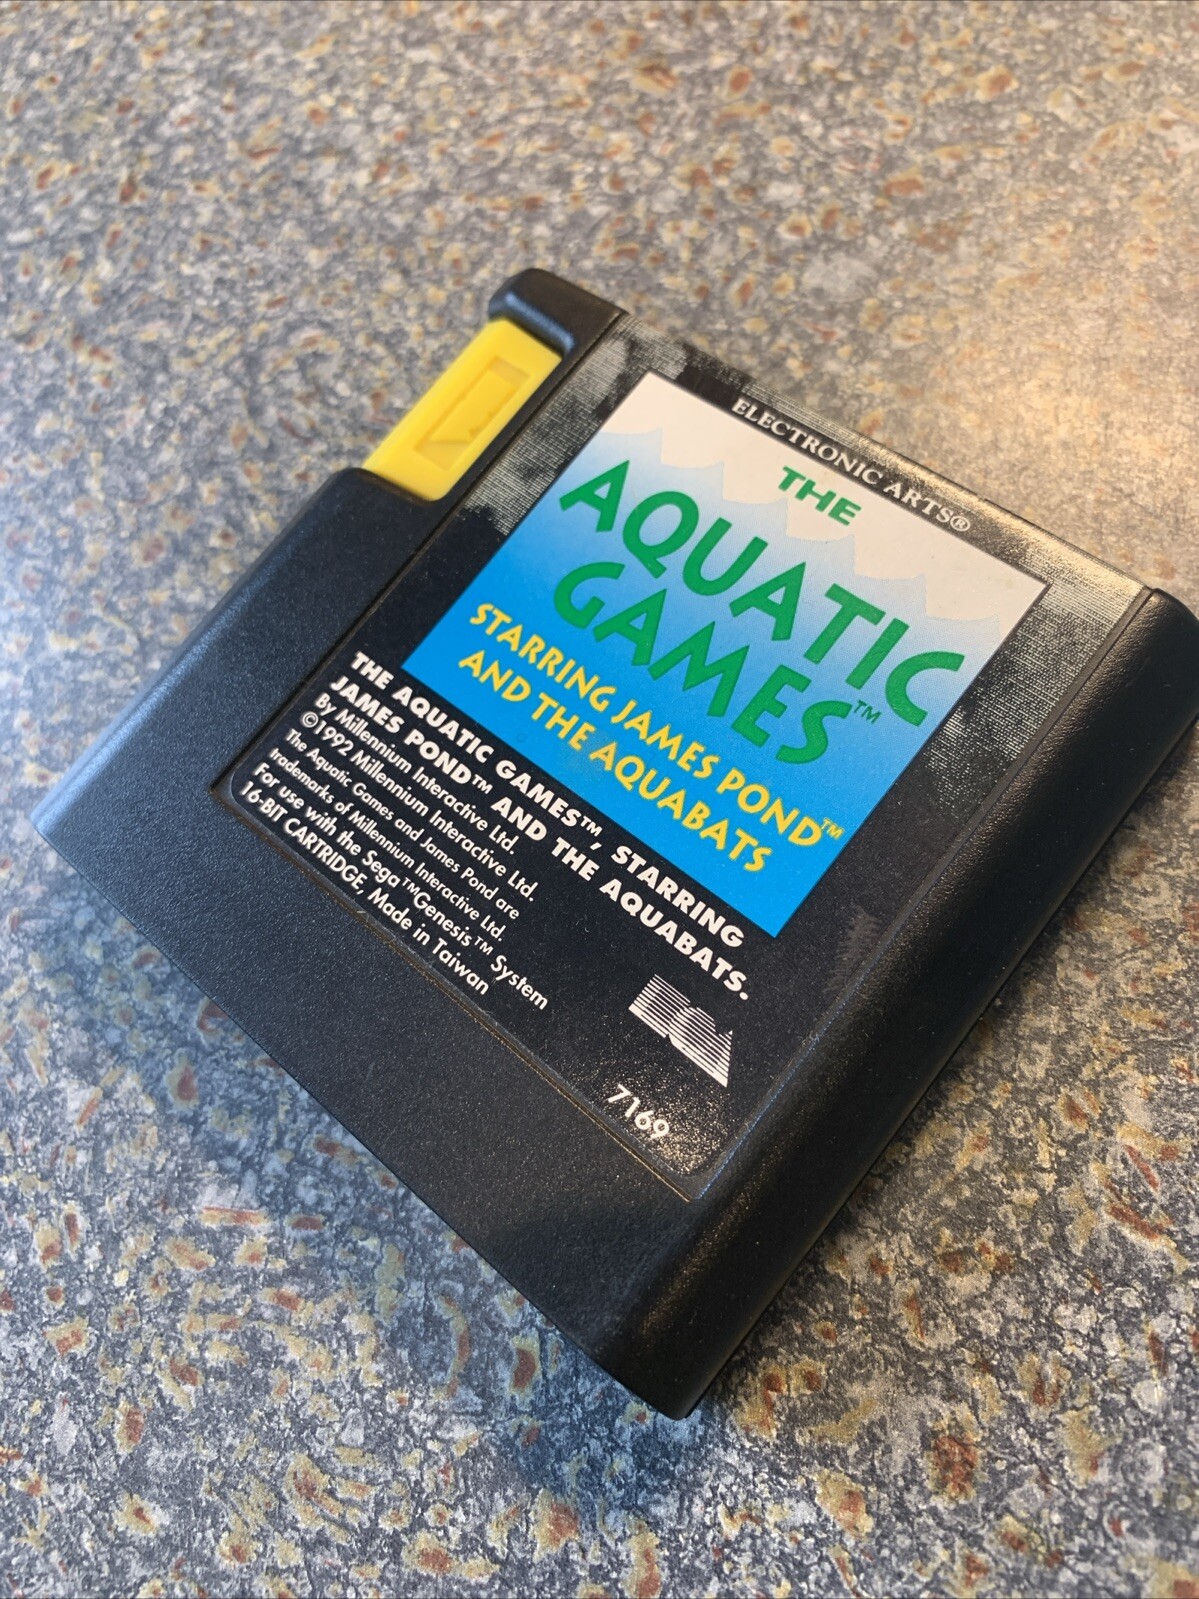 ELECTRONIC ARTS®
THE
AQUATIC
GAMES™
STARRING JAMES POND™
AND THE AQUABATS
THE AQUATIC GAMES™, STARRING
JAMES POND™ AND THE AQUABATS.
By Millennium Interactive Ltd.
©1992 Millennium Interactive Ltd.
The Aquatic Games and James Pond are
trademarks of Millennium Interactive Ltd.
For use with the Sega™Genesis™ System
16-BIT CARTRIDGE, Made in Taiwan
EA
7169